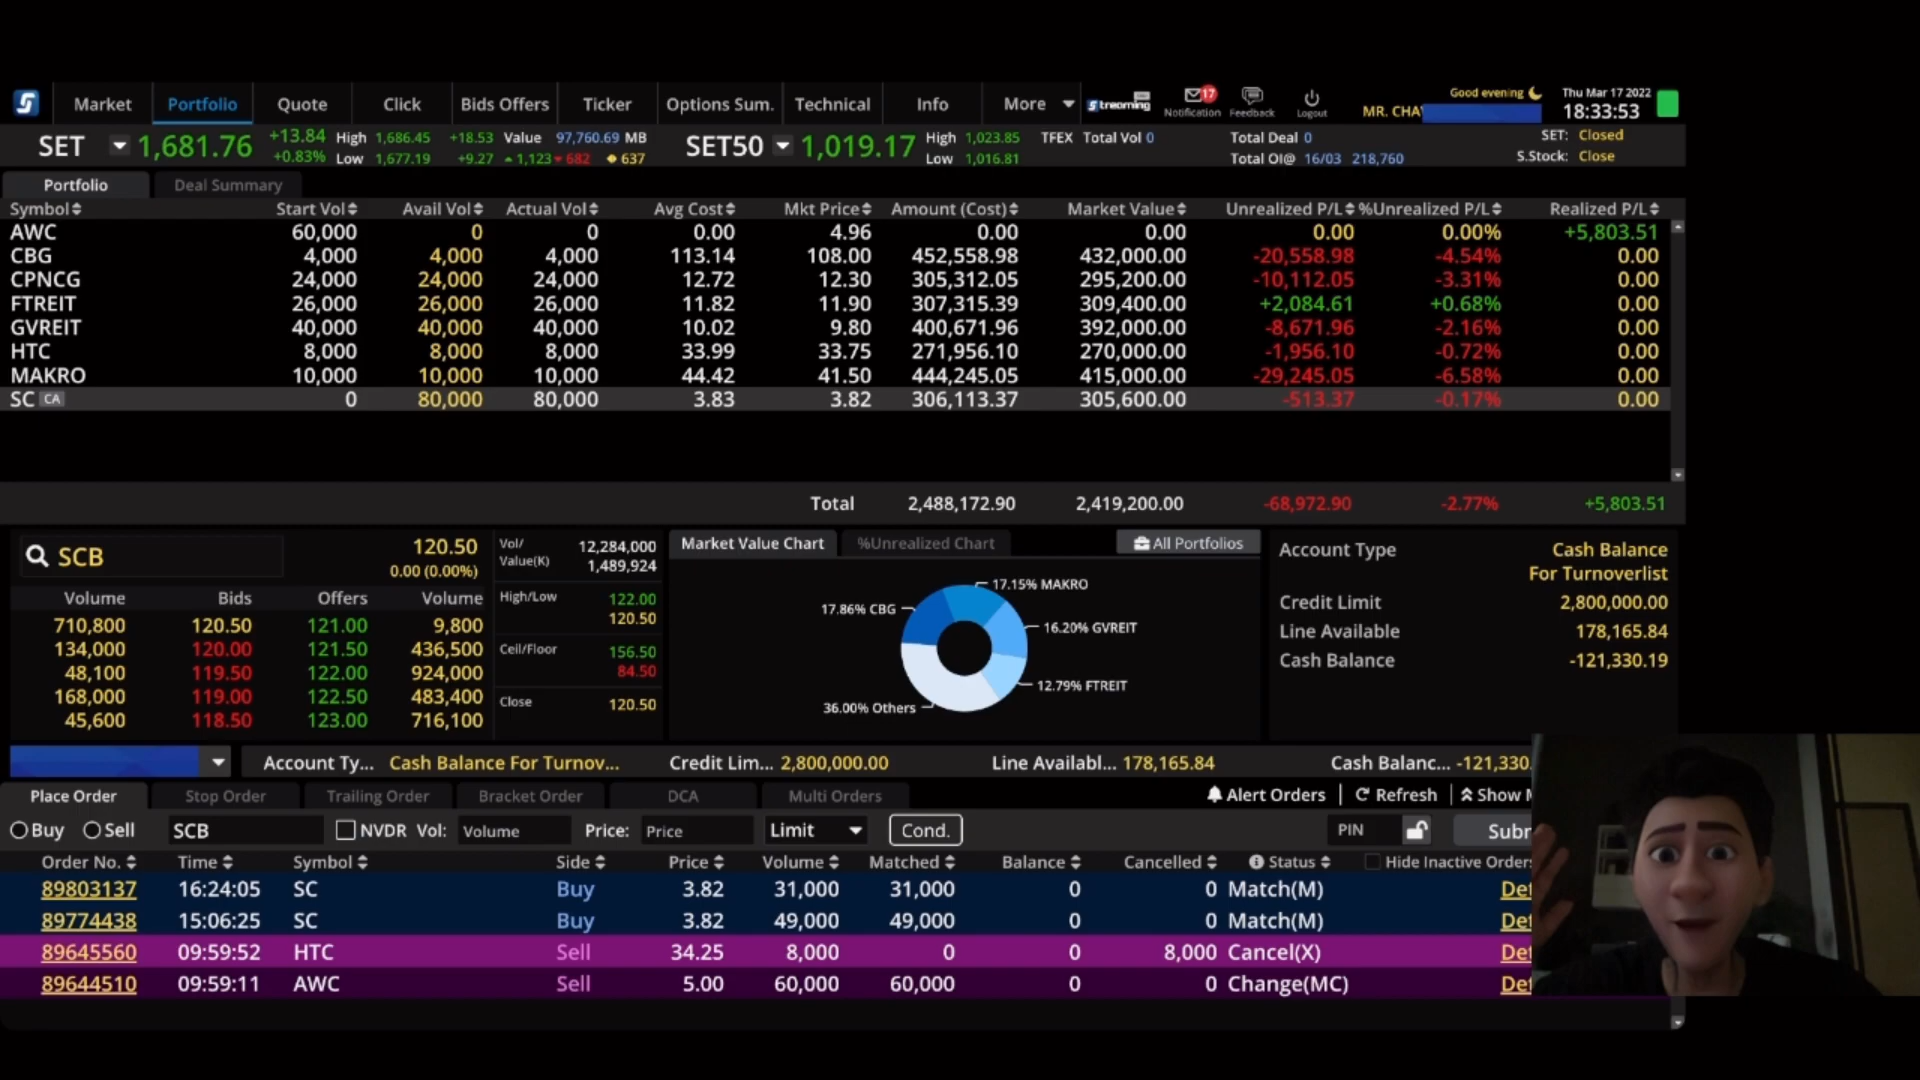 Market Portfolio Quote Click Bids Offers Ticker Options Sum. Technical Info More
Streaming
17
Notification Feedback Logout
Good evening
MR. CHA
Thu Mar 17 2022
18:33:53
SET 1,681.76 +13.84 +0.83%
High 1,686.45 +18.53 Value 97,760.69 MB
Low 1,677.19 +9.27 1,123 682 637
SET50 1,019.17
High 1,023.85
Low 1,016.81
TFEX Total Vol 0
Total Deal 0
Total OI@ 16/03 218,760
SET: Closed
S.Stock: Close
Portfolio Deal Summary
Symbol Start Vol Avail Vol Actual Vol Avg Cost Mkt Price Amount (Cost) Market Value Unrealized P/L %Unrealized P/L Realized P/L
AWC 60,000 0 0 0.00 4.96 0.00 0.00 0.00 0.00% +5,803.51
CBG 4,000 4,000 4,000 113.14 108.00 452,558.98 432,000.00 -20,558.98 -4.54% 0.00
CPNCG 24,000 24,000 24,000 12.72 12.30 305,312.05 295,200.00 -10,112.05 -3.31% 0.00
FTREIT 26,000 26,000 26,000 11.82 11.90 307,315.39 309,400.00 +2,084.61 +0.68% 0.00
GVREIT 40,000 40,000 40,000 10.02 9.80 400,671.96 392,000.00 -8,671.96 -2.16% 0.00
HTC 8,000 8,000 8,000 33.99 33.75 271,956.10 270,000.00 -1,956.10 -0.72% 0.00
MAKRO 10,000 10,000 10,000 44.42 41.50 444,245.05 415,000.00 -29,245.05 -6.58% 0.00
SC CA 0 80,000 80,000 3.83 3.82 306,113.37 305,600.00 -513.37 -0.17% 0.00
Total 2,488,172.90 2,419,200.00 -68,972.90 -2.77% +5,803.51
SCB 120.50
0.00 (0.00%)
Volume Bids Offers Volume
710,800 120.50 121.00 9,800
134,000 120.00 121.50 436,500
48,100 119.50 122.00 924,000
168,000 119.00 122.50 483,400
45,600 118.50 123.00 716,100
Vol/ 12,284,000
Value(K) 1,489,924
High/Low 122.00
120.50
Ceil/Floor 156.50
84.50
Close 120.50
Market Value Chart %Unrealized Chart All Portfolios
17.15% MAKRO
17.86% CBG
16.20% GVREIT
12.79% FTREIT
36.00% Others
Account Type Cash Balance
For Turnoverlist
Credit Limit 2,800,000.00
Line Available 178,165.84
Cash Balance -121,330.19
Account Ty... Cash Balance For Turnov... Credit Lim... 2,800,000.00 Line Availabl... 178,165.84 Cash Balanc... -121,330.
Place Order Stop Order Trailing Order Bracket Order DCA Multi Orders Alert Orders Refresh Show
Buy Sell SCB NVDR Vol: Volume Price: Price Limit Cond. PIN Subr
Order No. Time Symbol Side Price Volume Matched Balance Cancelled Status Hide Inactive Orders
89803137 16:24:05 SC Buy 3.82 31,000 31,000 0 0 Match(M) Det
89774438 15:06:25 SC Buy 3.82 49,000 49,000 0 0 Match(M) Det
89645560 09:59:52 HTC Sell 34.25 8,000 0 0 8,000 Cancel(X) Det
89644510 09:59:11 AWC Sell 5.00 60,000 60,000 0 0 Change(MC) Det